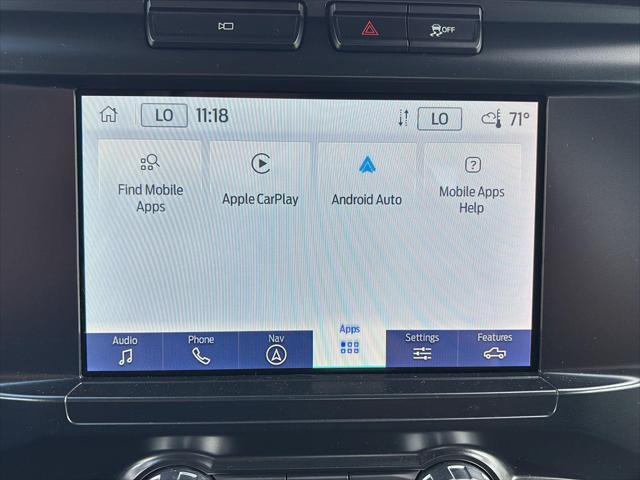 OFF
LO 11:18 LO 71°
Find Mobile
Apps
Apple CarPlay
Android Auto
Mobile Apps
Help
Audio Phone Nav Apps Settings Features